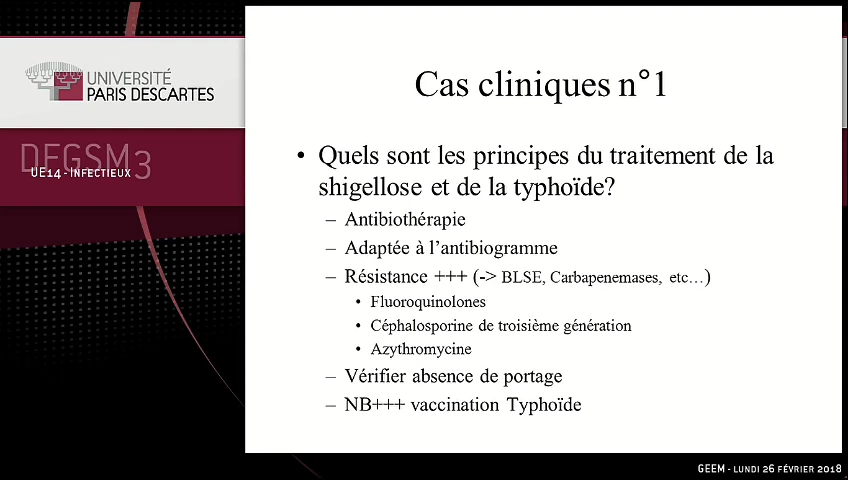 UNIVERSITÉ
PARIS DESCARTES
DFGSM3
UE14 - INFECTIEUX
Cas cliniques n°1
• Quels sont les principes du traitement de la
shigellose et de la typhoïde?
– Antibiothérapie
– Adaptée à l'antibiogramme
– Résistance +++ (-> BLSE, Carbapenemases, etc…)
• Fluoroquinolones
• Céphalosporine de troisième génération
• Azythromycine
– Vérifier absence de portage
– NB+++ vaccination Typhoïde
GEEM - LUNDI 26 FÉVRIER 2018